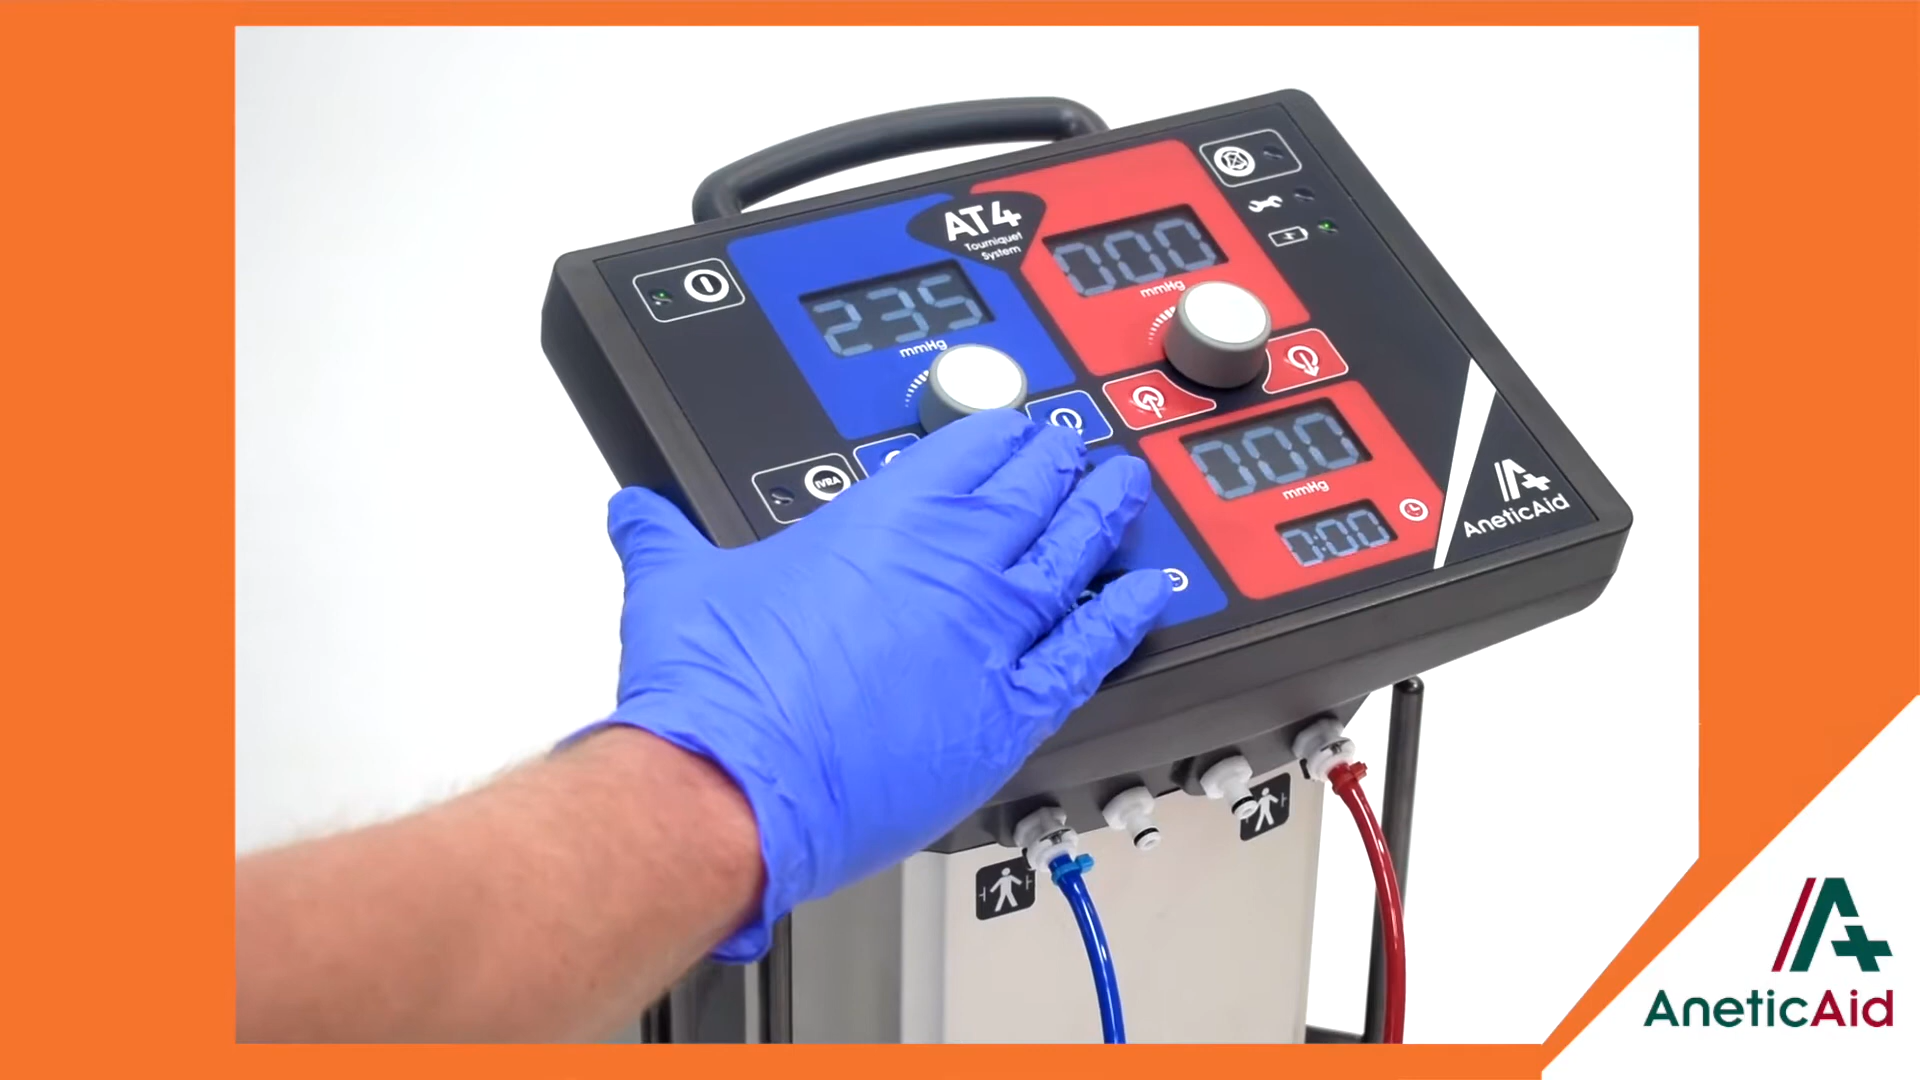 AT4
Tourniquet
System
000
mmHg
235
mmHg
IVRA
000
mmHg
0:00
AneticAid
AneticAid